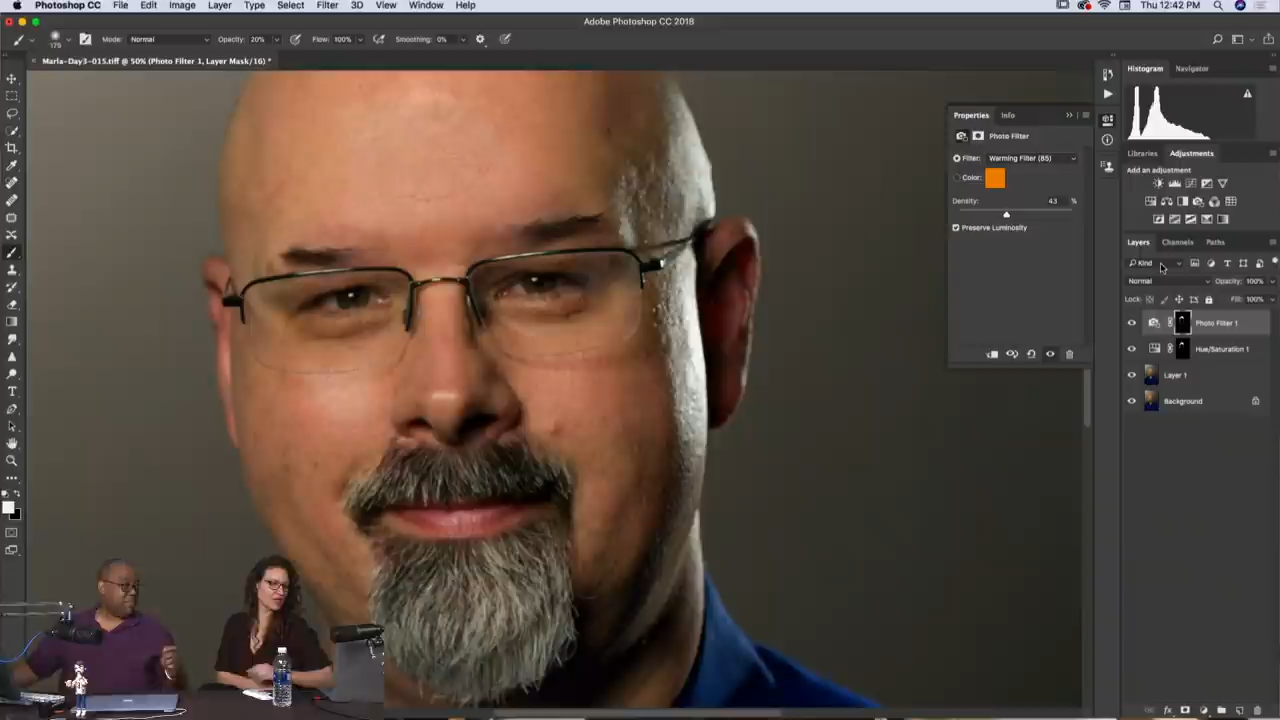 Photoshop CC File Edit Image Layer Type Select Filter 3D View Window Help Thu 12:42 PM
Adobe Photoshop CC 2018
175 Mode: Normal Opacity: 20% Flow: 100% Smoothing: 0%
Marla-Day3-015.tiff @ 50% (Photo Filter 1, Layer Mask/16) *
Histogram Navigator
Properties Info
Photo Filter
Filter: Warming Filter (85)
Color:
Density: 43 %
Preserve Luminosity
Libraries Adjustments
Add an adjustment
Layers Channels Paths
Kind
Normal Opacity: 100%
Lock: Fill: 100%
Photo Filter 1
Hue/Saturation 1
Layer 1
Background
fx